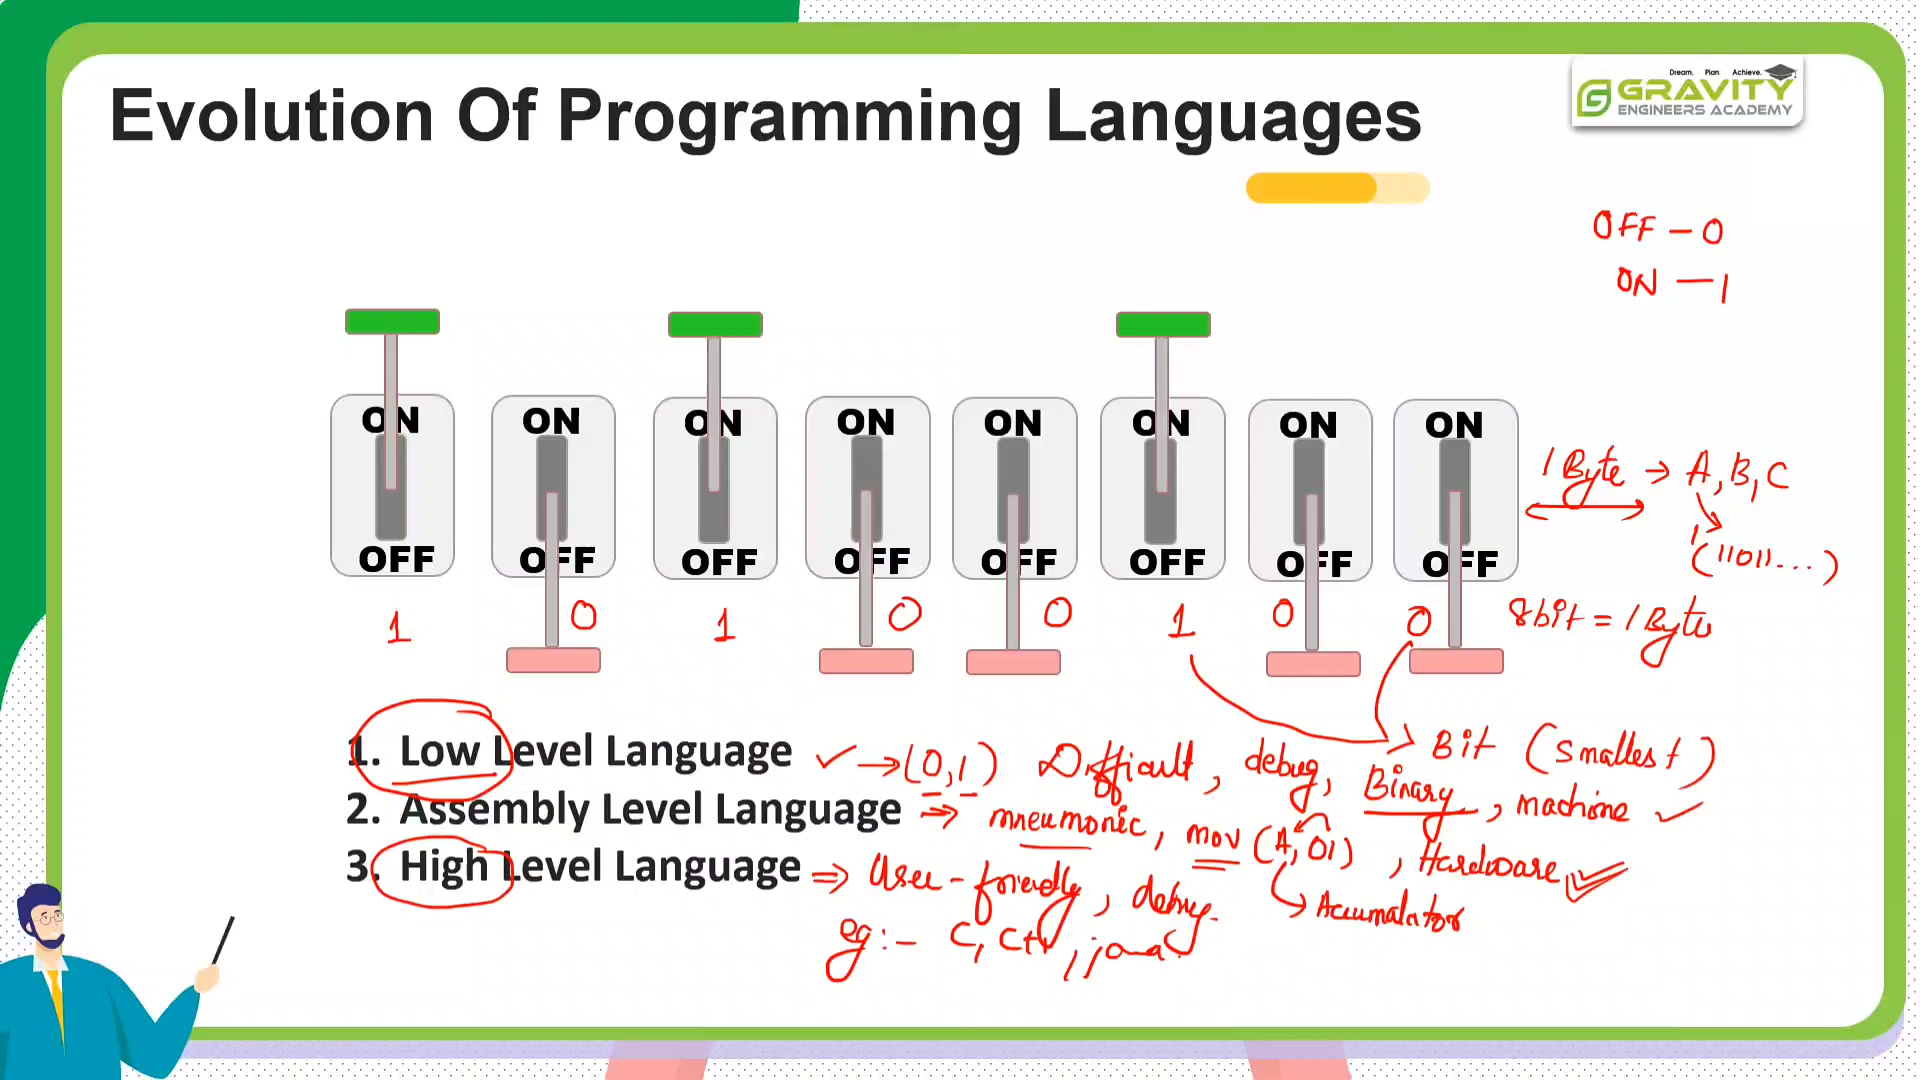 Evolution Of Programming Languages
Dream. Plan. Achieve.
GRAVITY
ENGINEERS ACADEMY
OFF – 0
ON – 1
ON ON ON ON ON ON ON ON
OFF OFF OFF OFF OFF OFF OFF OFF
1 Byte → A, B, C
(11011...)
1 0 1 0 0 1 0 0
8bit = 1 Byte
Bit (smallest)
1. Low Level Language → (0,1) Difficult, debug, Binary, machine
2. Assembly Level Language ⇒ mneumonic, mov (A, 01), Hardware
Accumalator
3. High Level Language ⇒ User-friendly, debug.
eg:- C, C++, java.